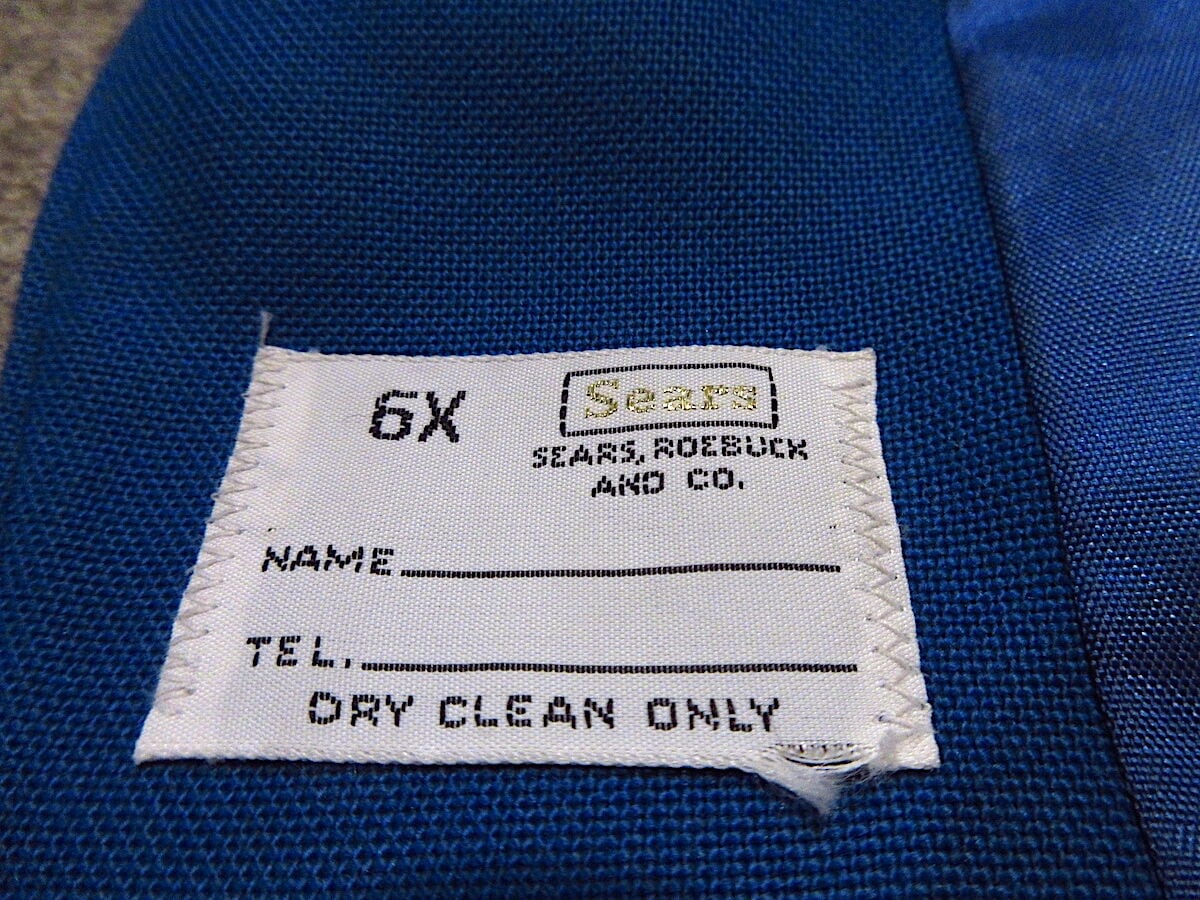 6X
Sears
SEARS, ROEBUCK
AND CO.
NAME
TEL.
DRY CLEAN ONLY